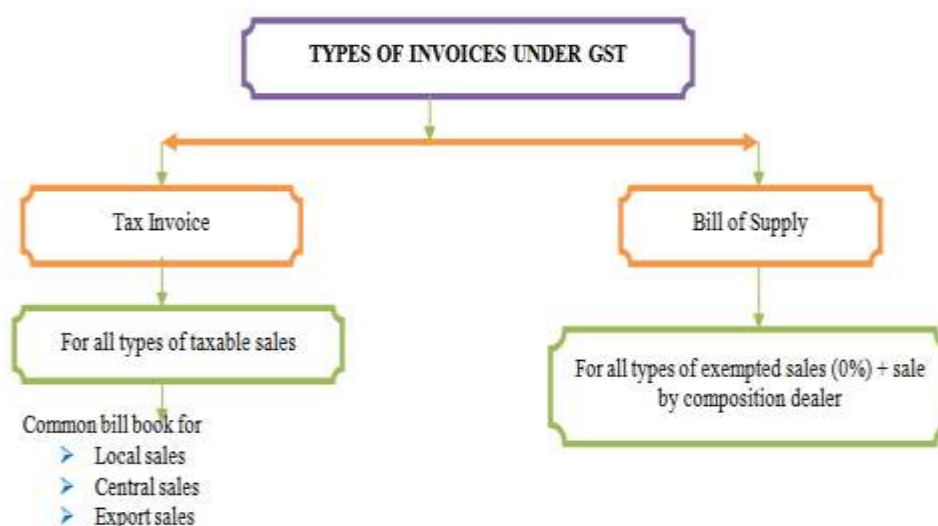 TYPES OF INVOICES UNDER GST
Tax Invoice
Bill of Supply
For all types of taxable sales
For all types of exempted sales (0%) + sale
by composition dealer
Common bill book for
Local sales
Central sales
Export sales